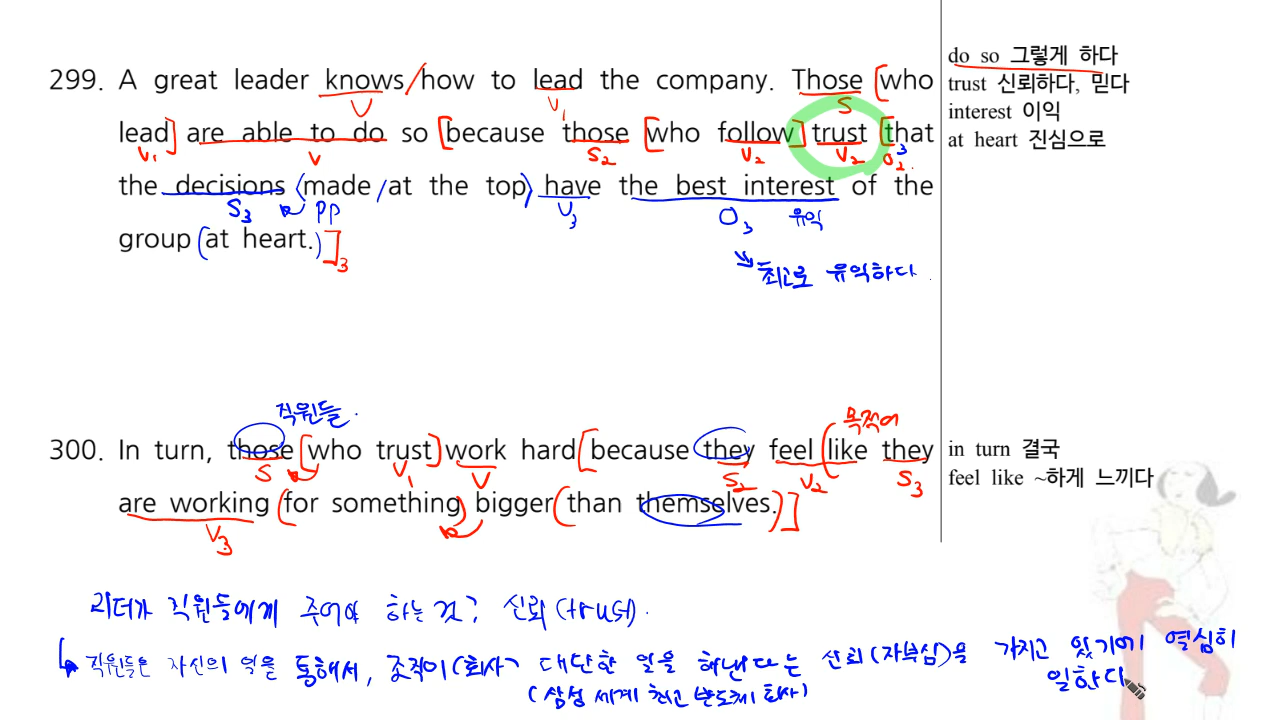 299. A great leader knows / how to lead the company. Those [who
V V₁ S
lead] are able to do so [because those [who follow] trust [that
V₁ V S₂ V₂ V₂ O₂ 3
the decisions <made / at the top> have the best interest of the
S₃ PP V₃ O₃ 유익
group (at heart.)]₃
↘ 최고로 유익하다.
do so 그렇게 하다
trust 신뢰하다, 믿다
interest 이익
at heart 진심으로
직원들. 목적어
300. In turn, those [who trust] work hard [because they feel (like they
S V₁ V S₂ V₂ S₃
are working (for something) bigger (than themselves.)]
V₃
in turn 결국
feel like ~하게 느끼다
리더가 직원들에게 주어야 하는 것? 신뢰(trust).
↳ 직원들은 자신의 일을 통해서, 조직이(회사가 대단한 일을 해낸다는 신뢰(자부심)을 가지고 있기에 열심히
(삼성 세계 최고 반도체 회사) 일한다